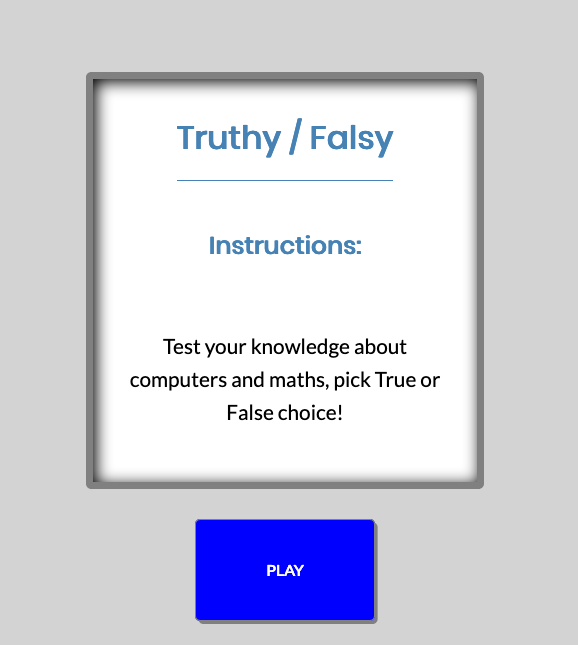 Truthy / Falsy
Instructions:
Test your knowledge about
computers and maths, pick True or
False choice!
PLAY